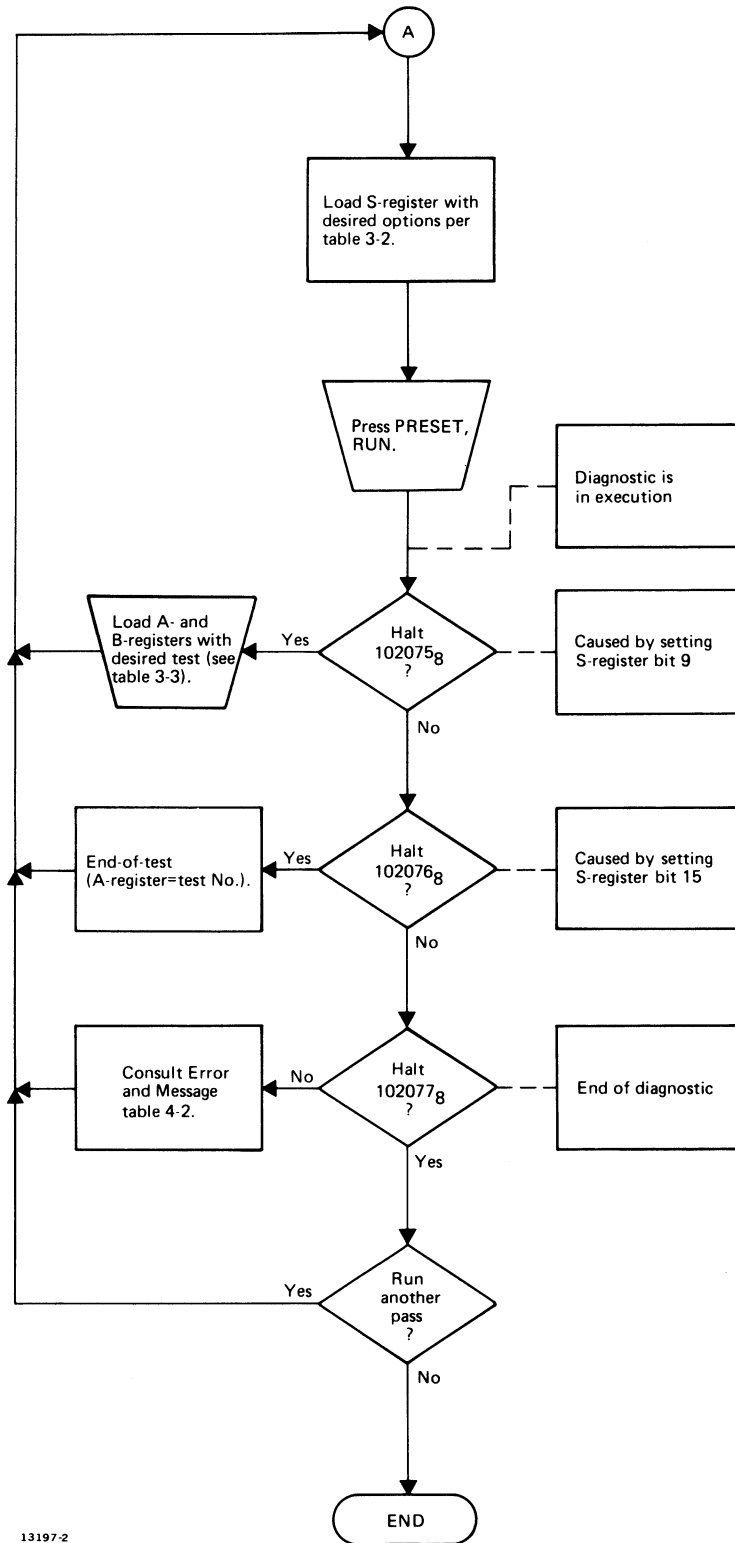 A
Load S-register with
desired options per
table 3-2.
Press PRESET,
RUN.
Diagnostic is
in execution
Load A- and
B-registers with
desired test (see
table 3-3).
Yes
Halt
102075₈
?
Caused by setting
S-register bit 9
No
End-of-test
(A-register=test No.).
Yes
Halt
102076₈
?
Caused by setting
S-register bit 15
No
Consult Error
and Message
table 4-2.
No
Halt
102077₈
?
End of diagnostic
Yes
Yes
Run
another
pass
?
No
END
13197-2